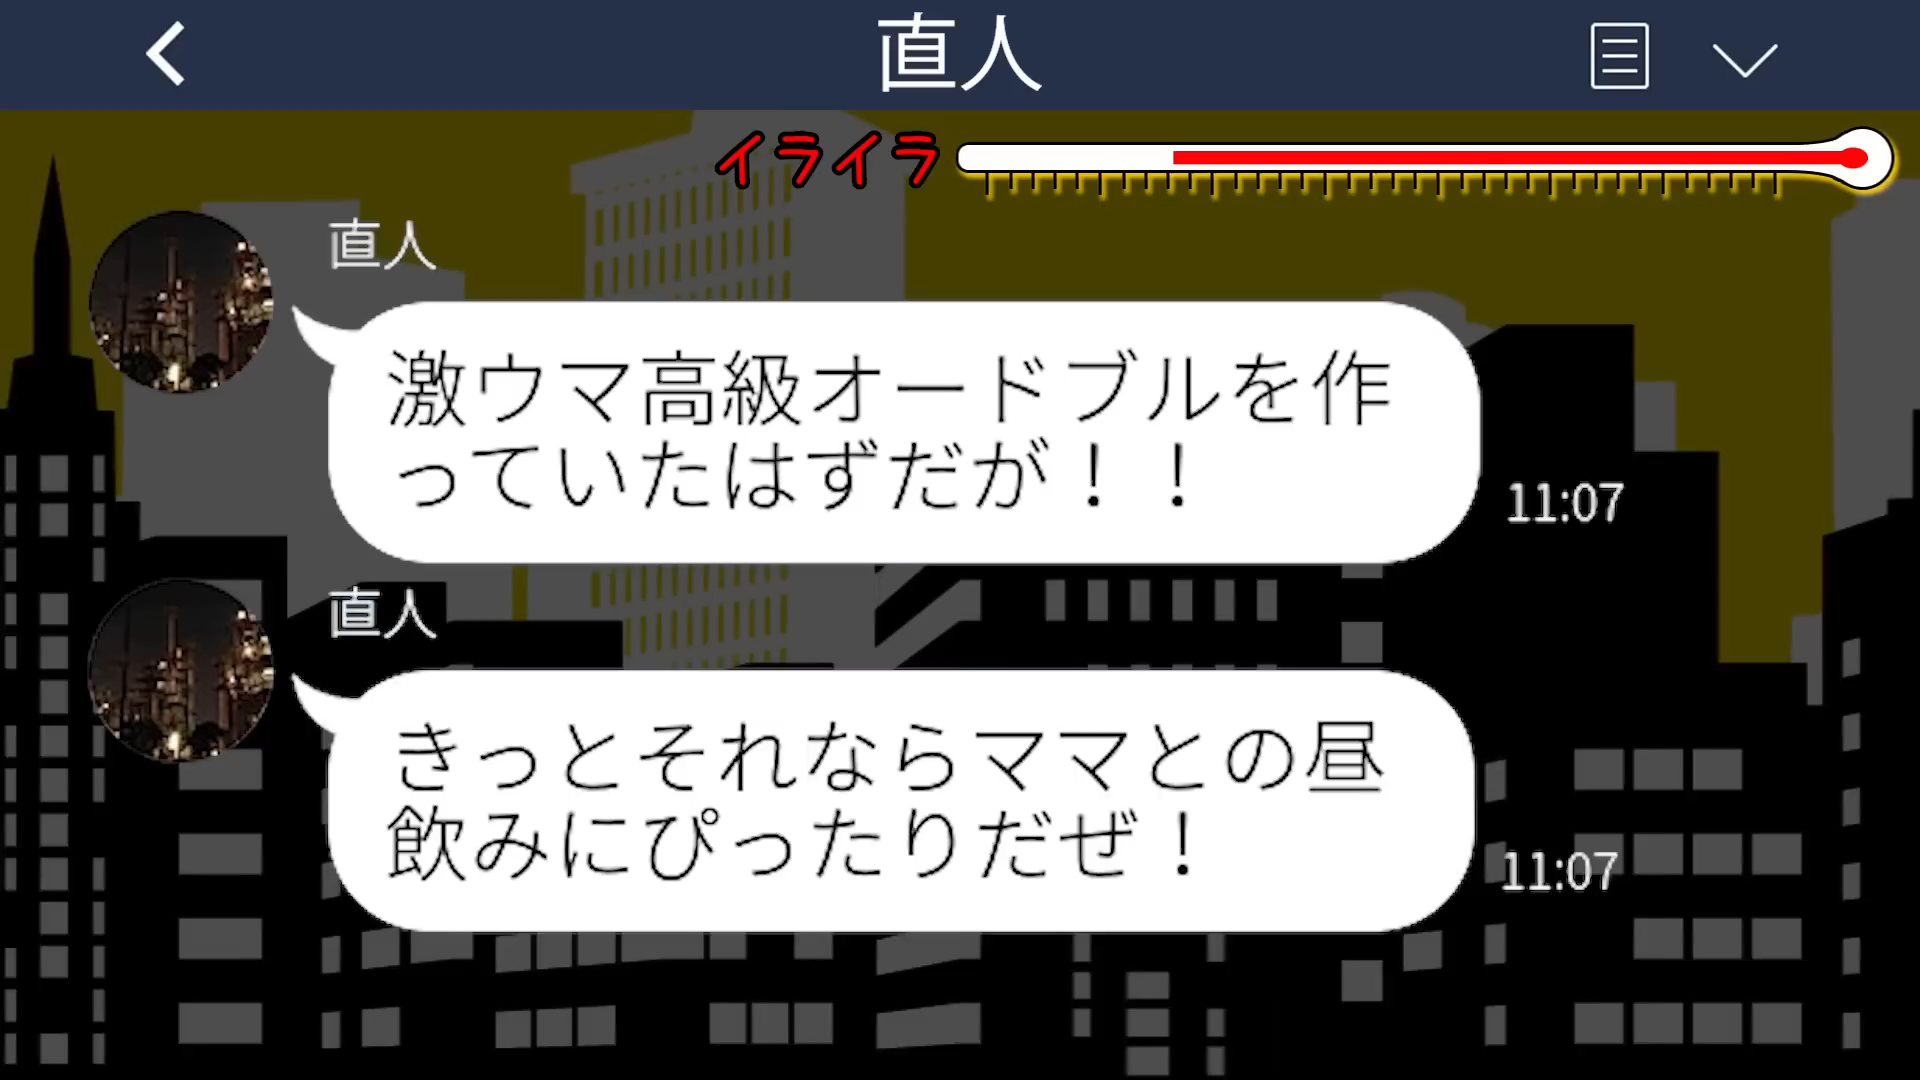 直人
イライラ
直人
激ウマ高級オードブルを作
っていたはずだが！！
11:07
直人
きっとそれならママとの昼
飲みにぴったりだぜ！
11:07